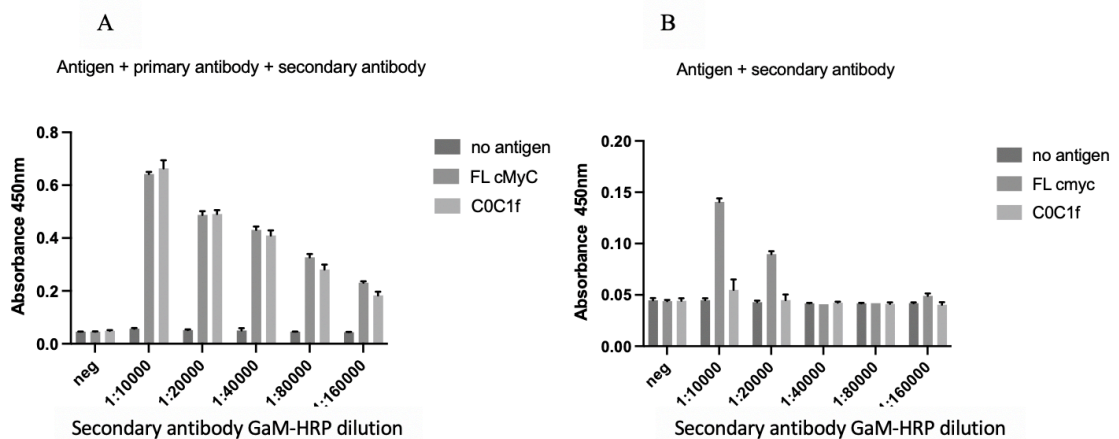 A
Antigen + primary antibody + secondary antibody
Absorbance 450nm
0.8
0.6
0.4
0.2
0.0
neg
1:10000
1:20000
1:40000
1:80000
1:160000
no antigen
FL cMyC
C0C1f
Secondary antibody GaM-HRP dilution
B
Antigen + secondary antibody
Absorbance 450nm
0.20
0.15
0.10
0.05
0.00
neg
1:10000
1:20000
1:40000
1:80000
1:160000
no antigen
FL cmyc
C0C1f
Secondary antibody GaM-HRP dilution